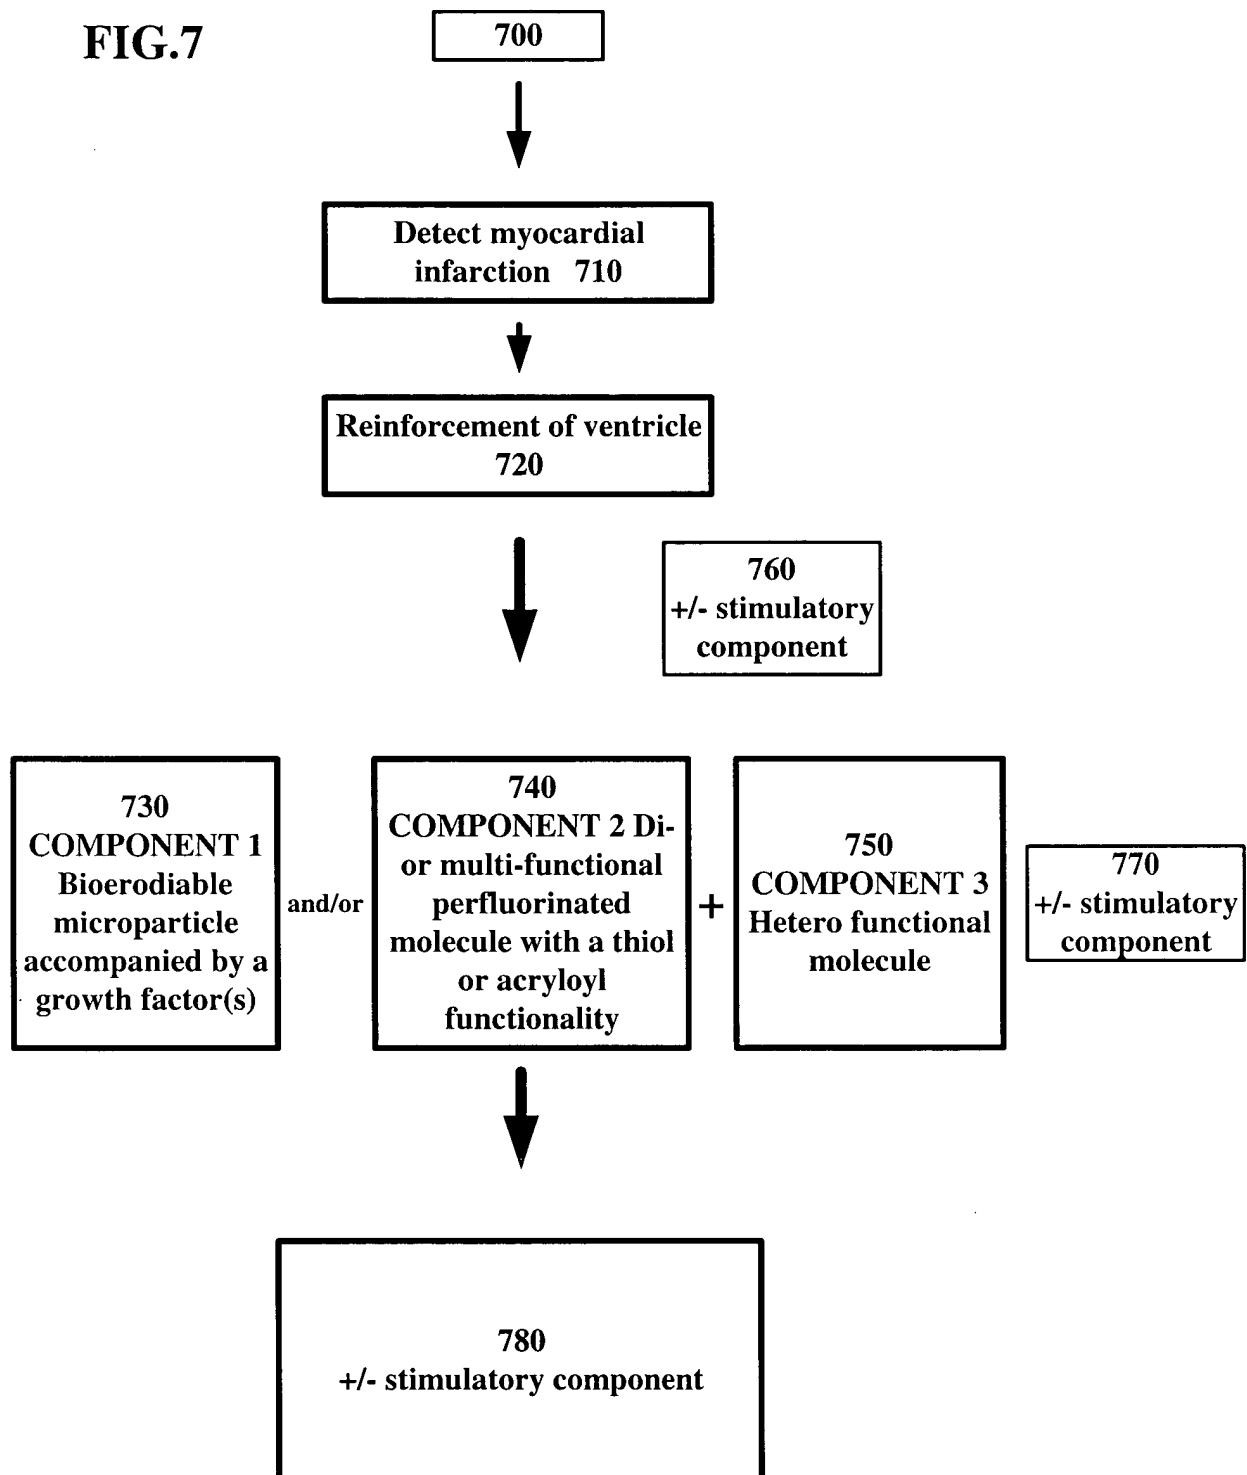 FIG.7
700
Detect myocardial
infarction 710
Reinforcement of ventricle
720
760
+/- stimulatory
component
730
COMPONENT 1
Bioerodiable
microparticle
accompanied by a
growth factor(s)
and/or
740
COMPONENT 2 Di-
or multi-functional
perfluorinated
molecule with a thiol
or acryloyl
functionality
+
750
COMPONENT 3
Hetero functional
molecule
770
+/- stimulatory
component
780
+/- stimulatory component